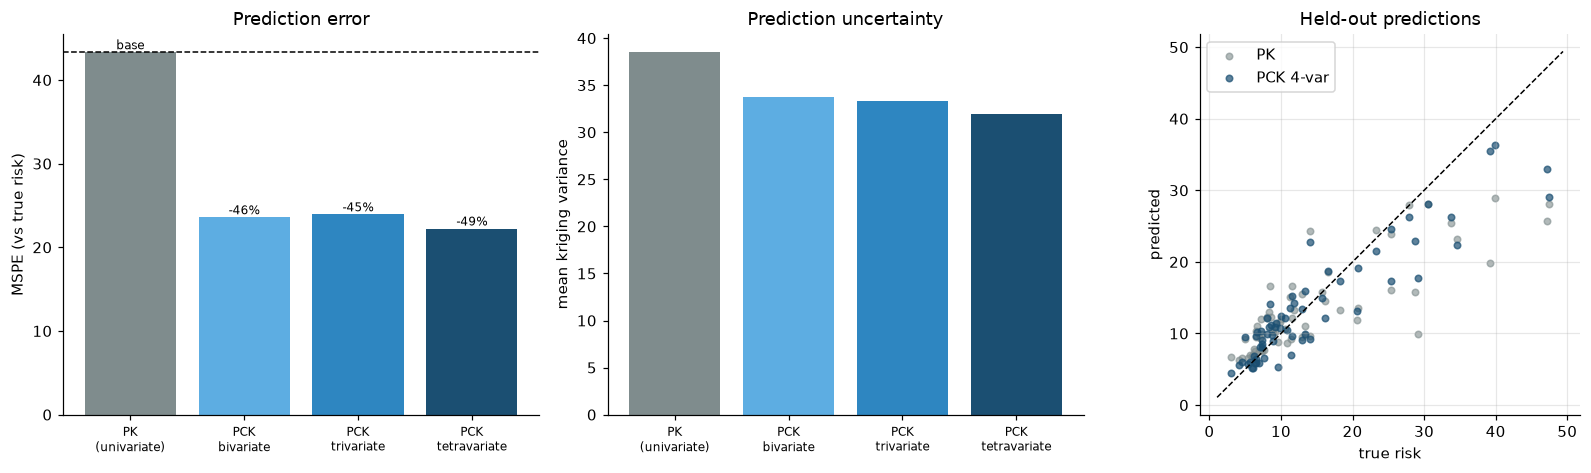 Prediction error
MSPE (vs true risk)
0
10
20
30
40
base
-46%
-45%
-49%
PK
(univariate)
PCK
bivariate
PCK
trivariate
PCK
tetravariate
Prediction uncertainty
mean kriging variance
0
5
10
15
20
25
30
35
40
PK
(univariate)
PCK
bivariate
PCK
trivariate
PCK
tetravariate
Held-out predictions
PK
PCK 4-var
predicted
0
10
20
30
40
50
0
10
20
30
40
50
true risk